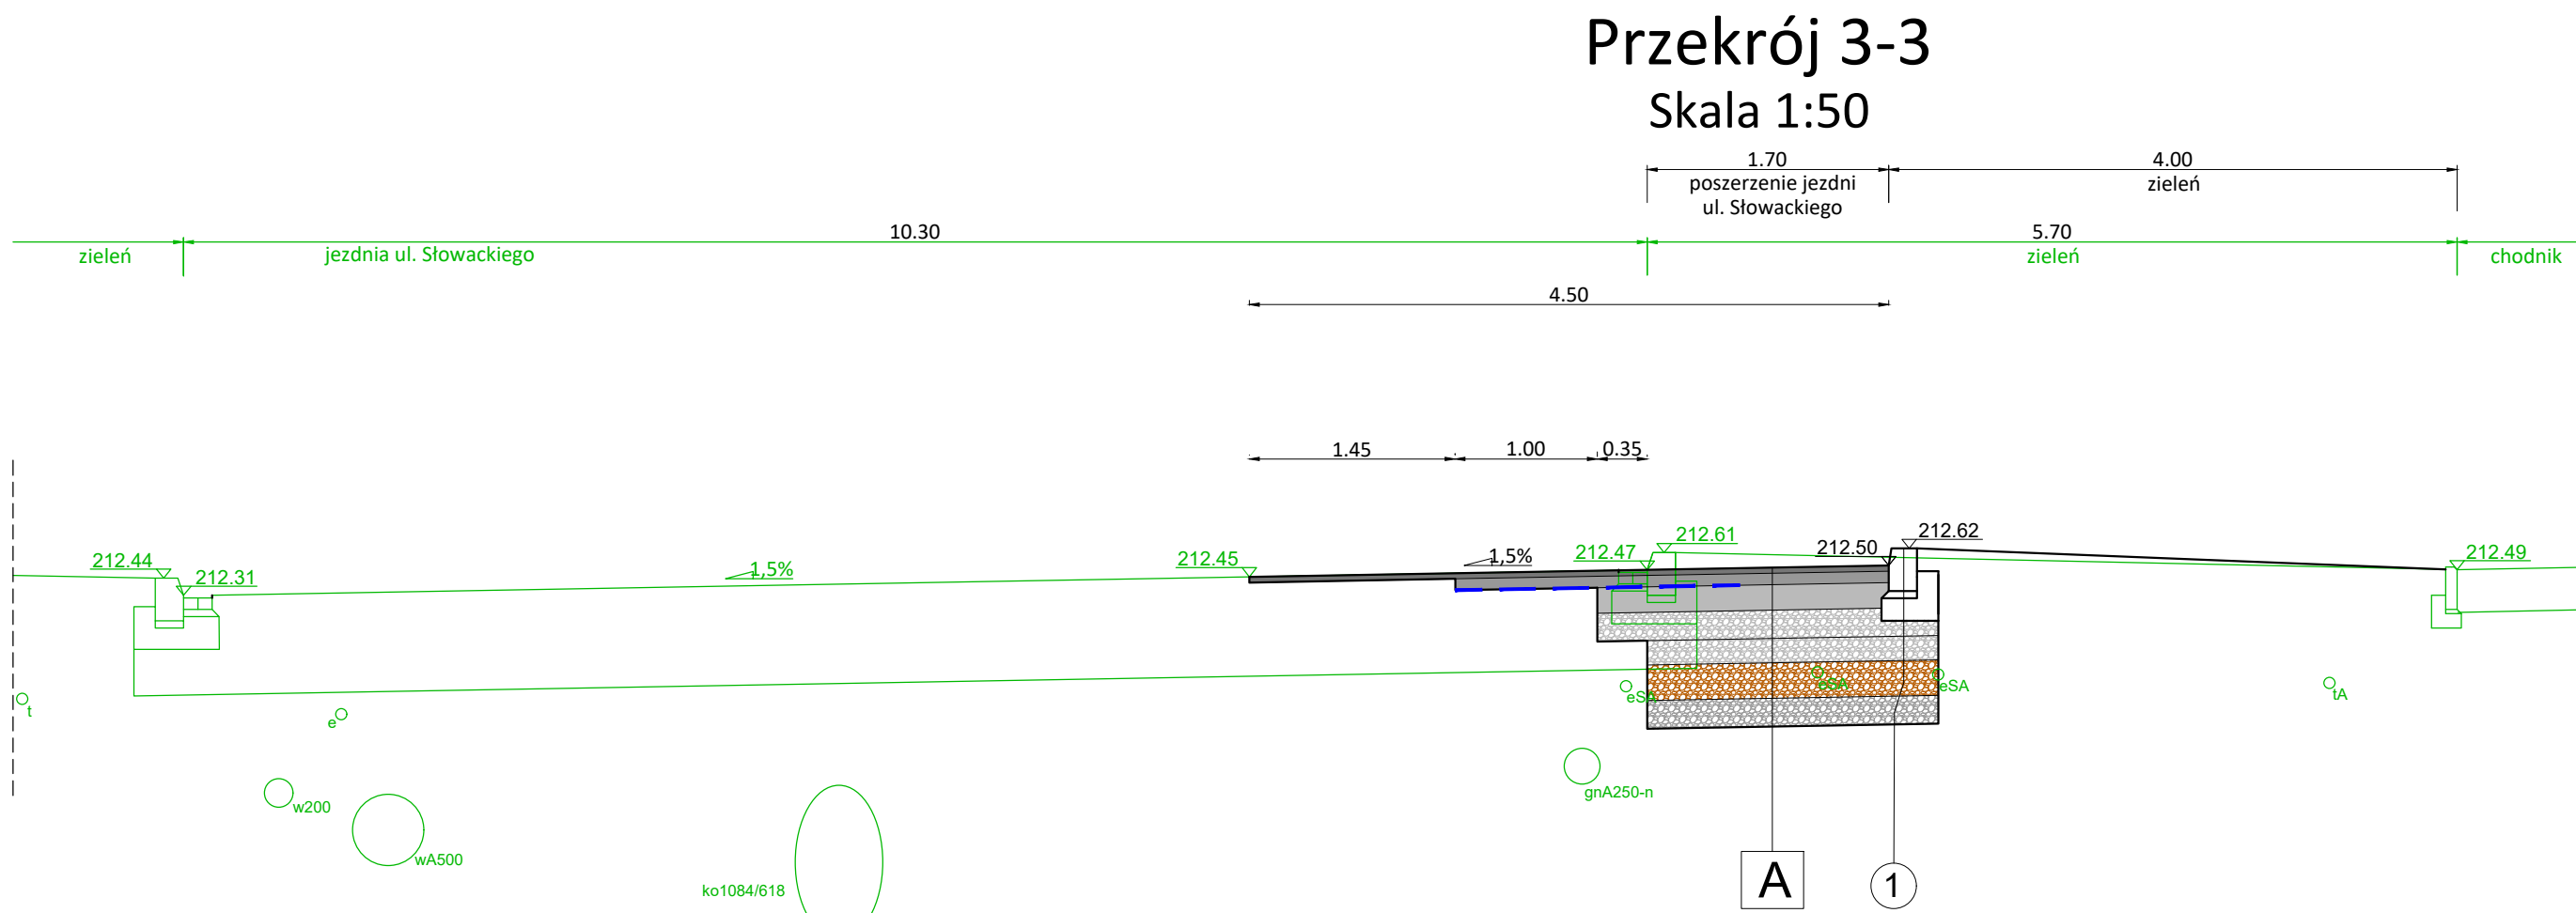 Przekrój 3-3
Skala 1:50
1.70
4.00
poszerzenie jezdni
ul. Słowackiego
zieleń
10.30
5.70
zieleń
jezdnia ul. Słowackiego
zieleń
chodnik
4.50
1.45
1.00
0.35
212.44
212.31
1,5%
212.45
1,5%
212.47
212.61
212.50
212.62
212.49
t
e
eSA
eSA
eSA
tA
w200
wA500
ko1084/618
gnA250-n
A
1